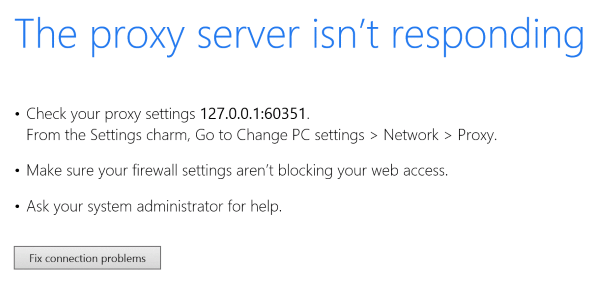 The proxy server isn’t responding
• Check your proxy settings 127.0.0.1:60351.
From the Settings charm, Go to Change PC settings > Network > Proxy.
• Make sure your firewall settings aren’t blocking your web access.
• Ask your system administrator for help.
Fix connection problems